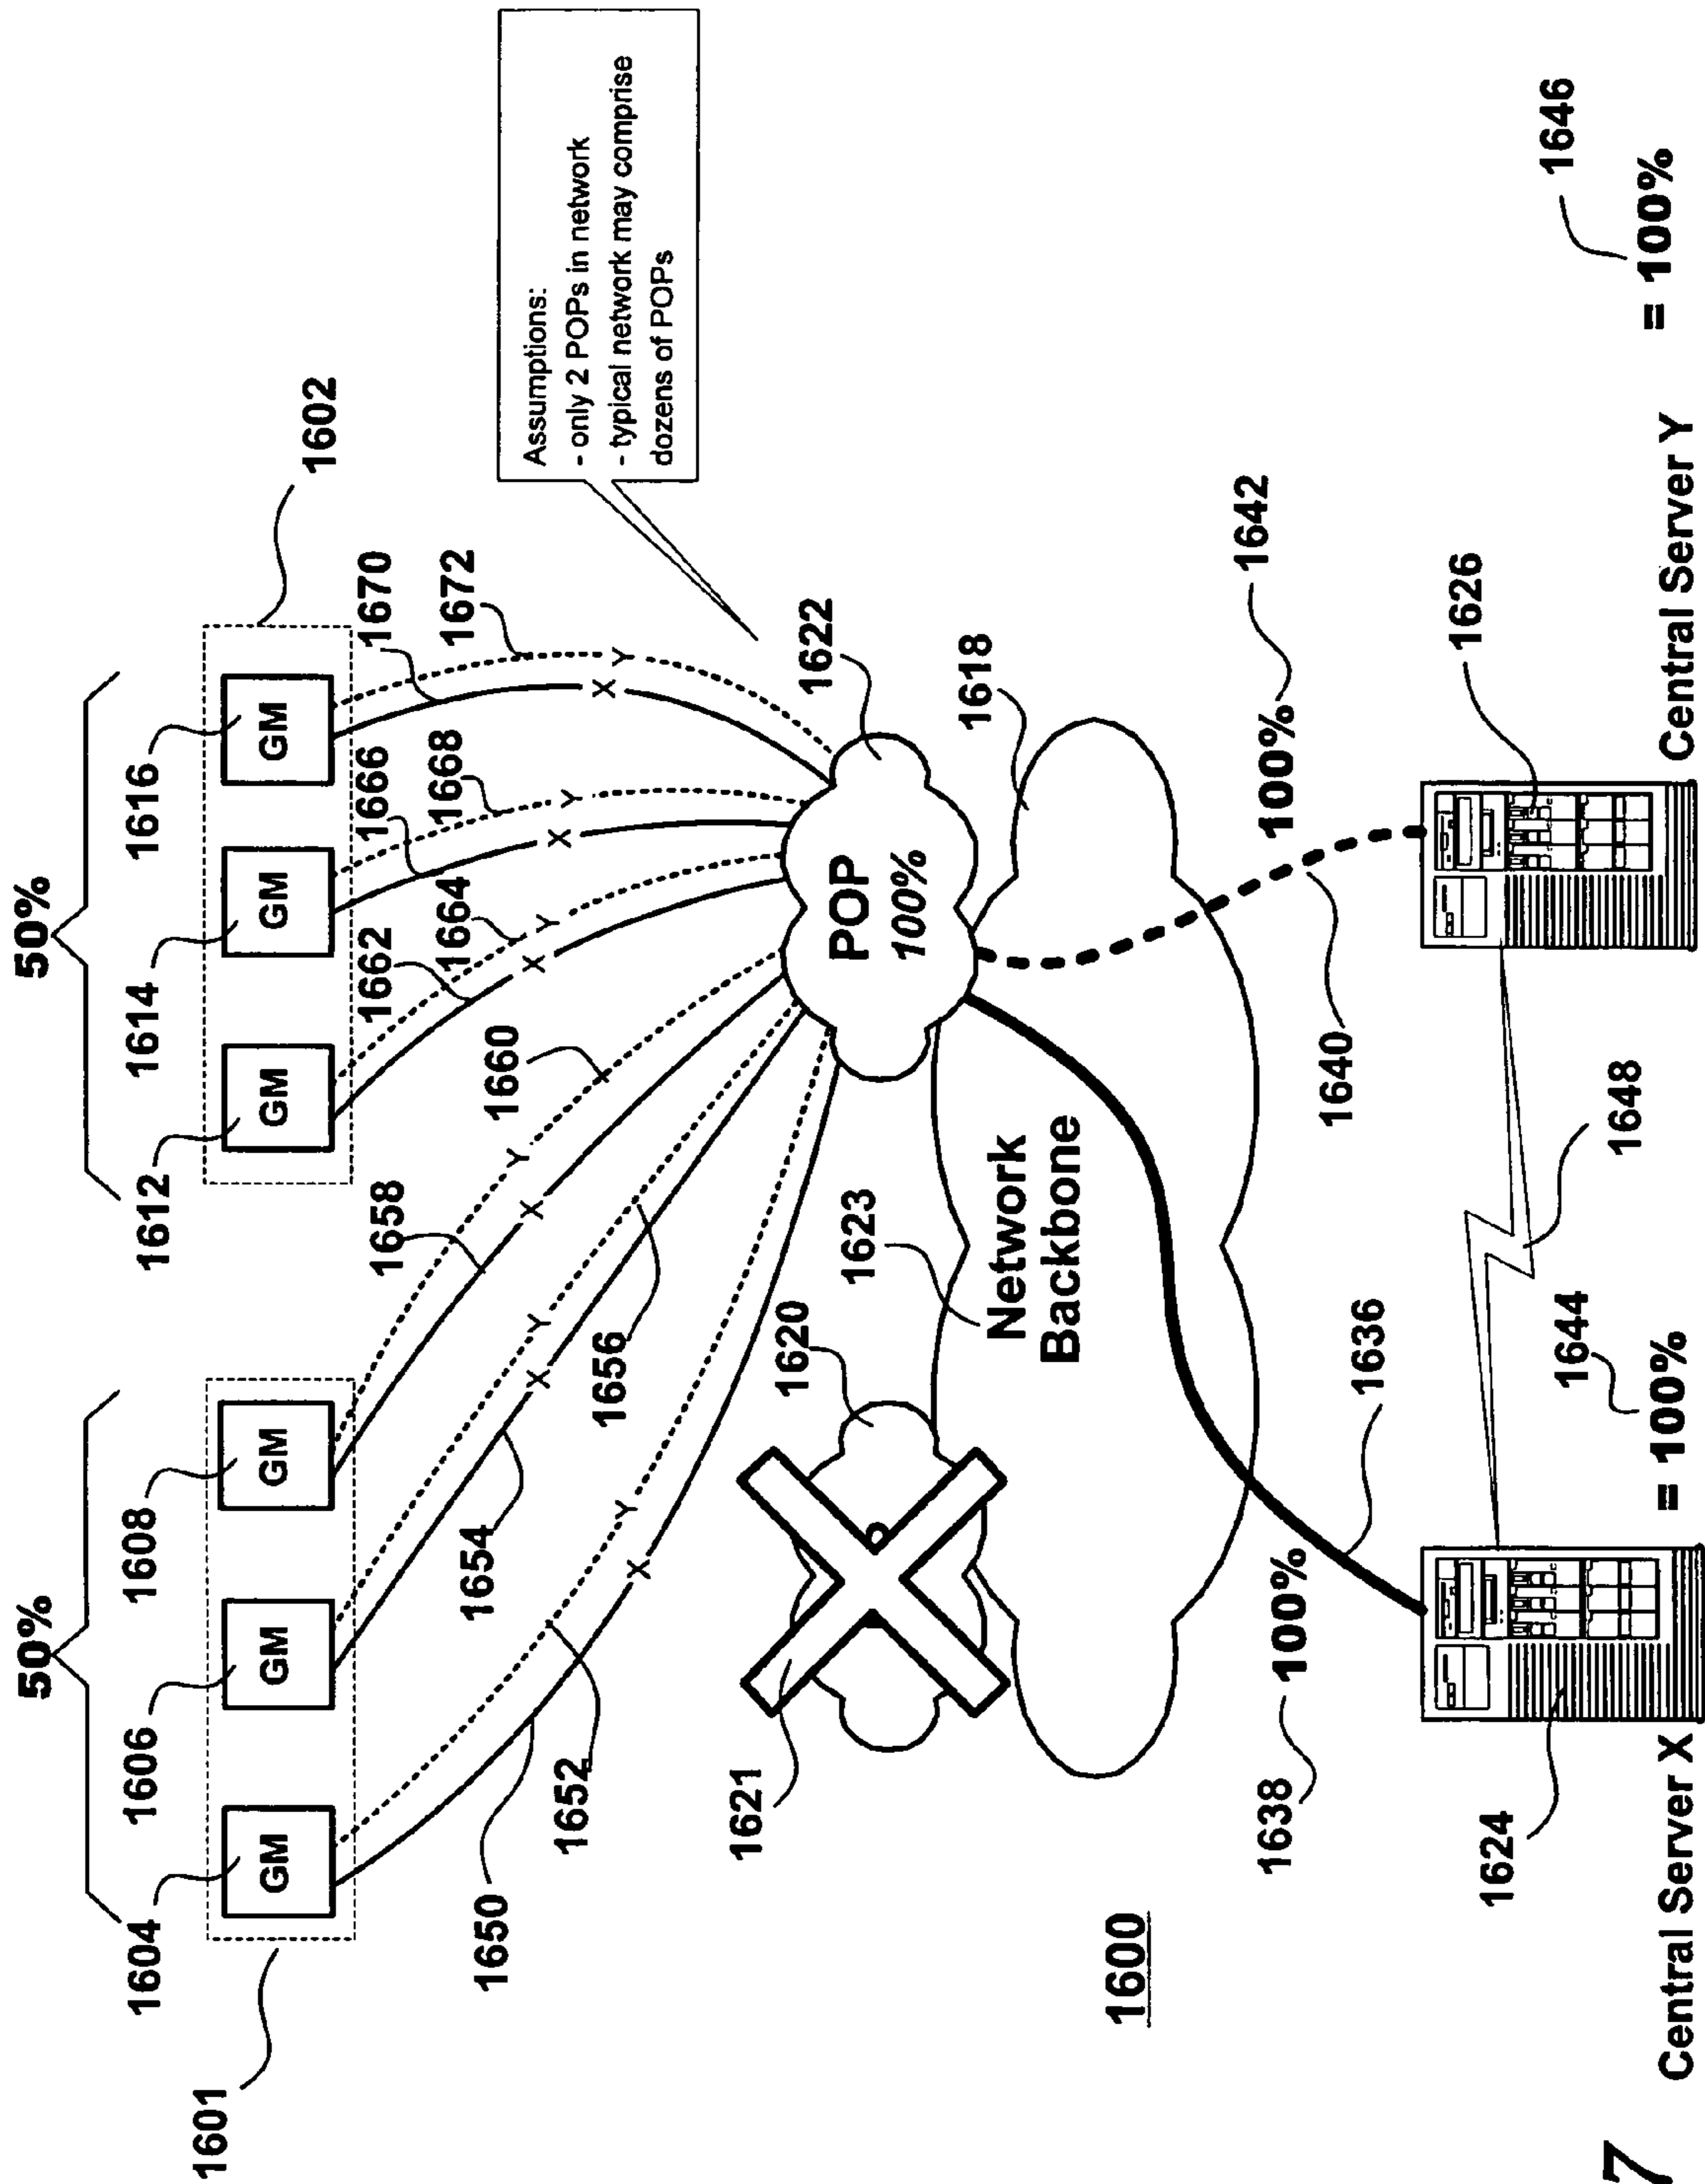 50%
50%
1604
1606
1608
1612
1614
1616
1601
GM
GM
GM
GM
GM
GM
1602
1650
1652
1654
1656
1658
1660
1662
1664
1666
1668
1670
1672
X
Y
X
Y
X
Y
X
Y
X
Y
X
Y
Assumptions:
- only 2 POPs in network
- typical network may comprise
dozens of POPs
1621
1620
1623
POP
100%
1622
1618
Network
Backbone
1600
1638
100%
1636
1640
100%
1642
1624
1644
= 100%
1648
1626
1646
= 100%
Central Server X
Central Server Y
7